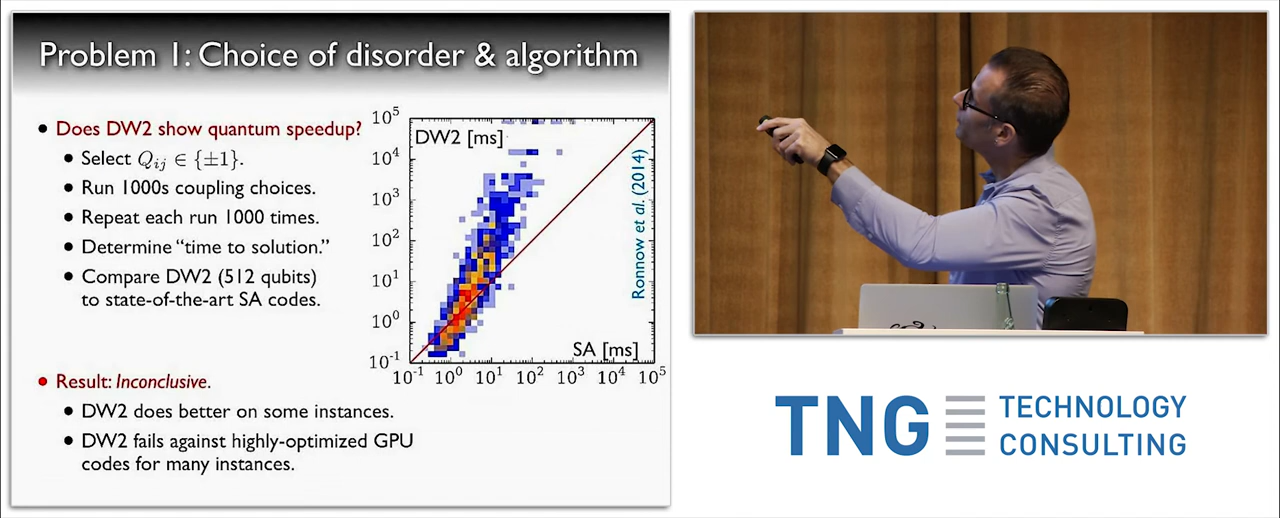 Problem 1: Choice of disorder & algorithm
• Does DW2 show quantum speedup?
• Select Qij ∈ {±1}.
• Run 1000s coupling choices.
• Repeat each run 1000 times.
• Determine “time to solution.”
• Compare DW2 (512 qubits)
to state-of-the-art SA codes.
10^5
10^4
10^3
10^2
10^1
10^0
10^-1
DW2 [ms]
Ronnow et al. (2014)
SA [ms]
10^-1 10^0 10^1 10^2 10^3 10^4 10^5
• Result: Inconclusive.
• DW2 does better on some instances.
• DW2 fails against highly-optimized GPU
codes for many instances.
TNG TECHNOLOGY
CONSULTING